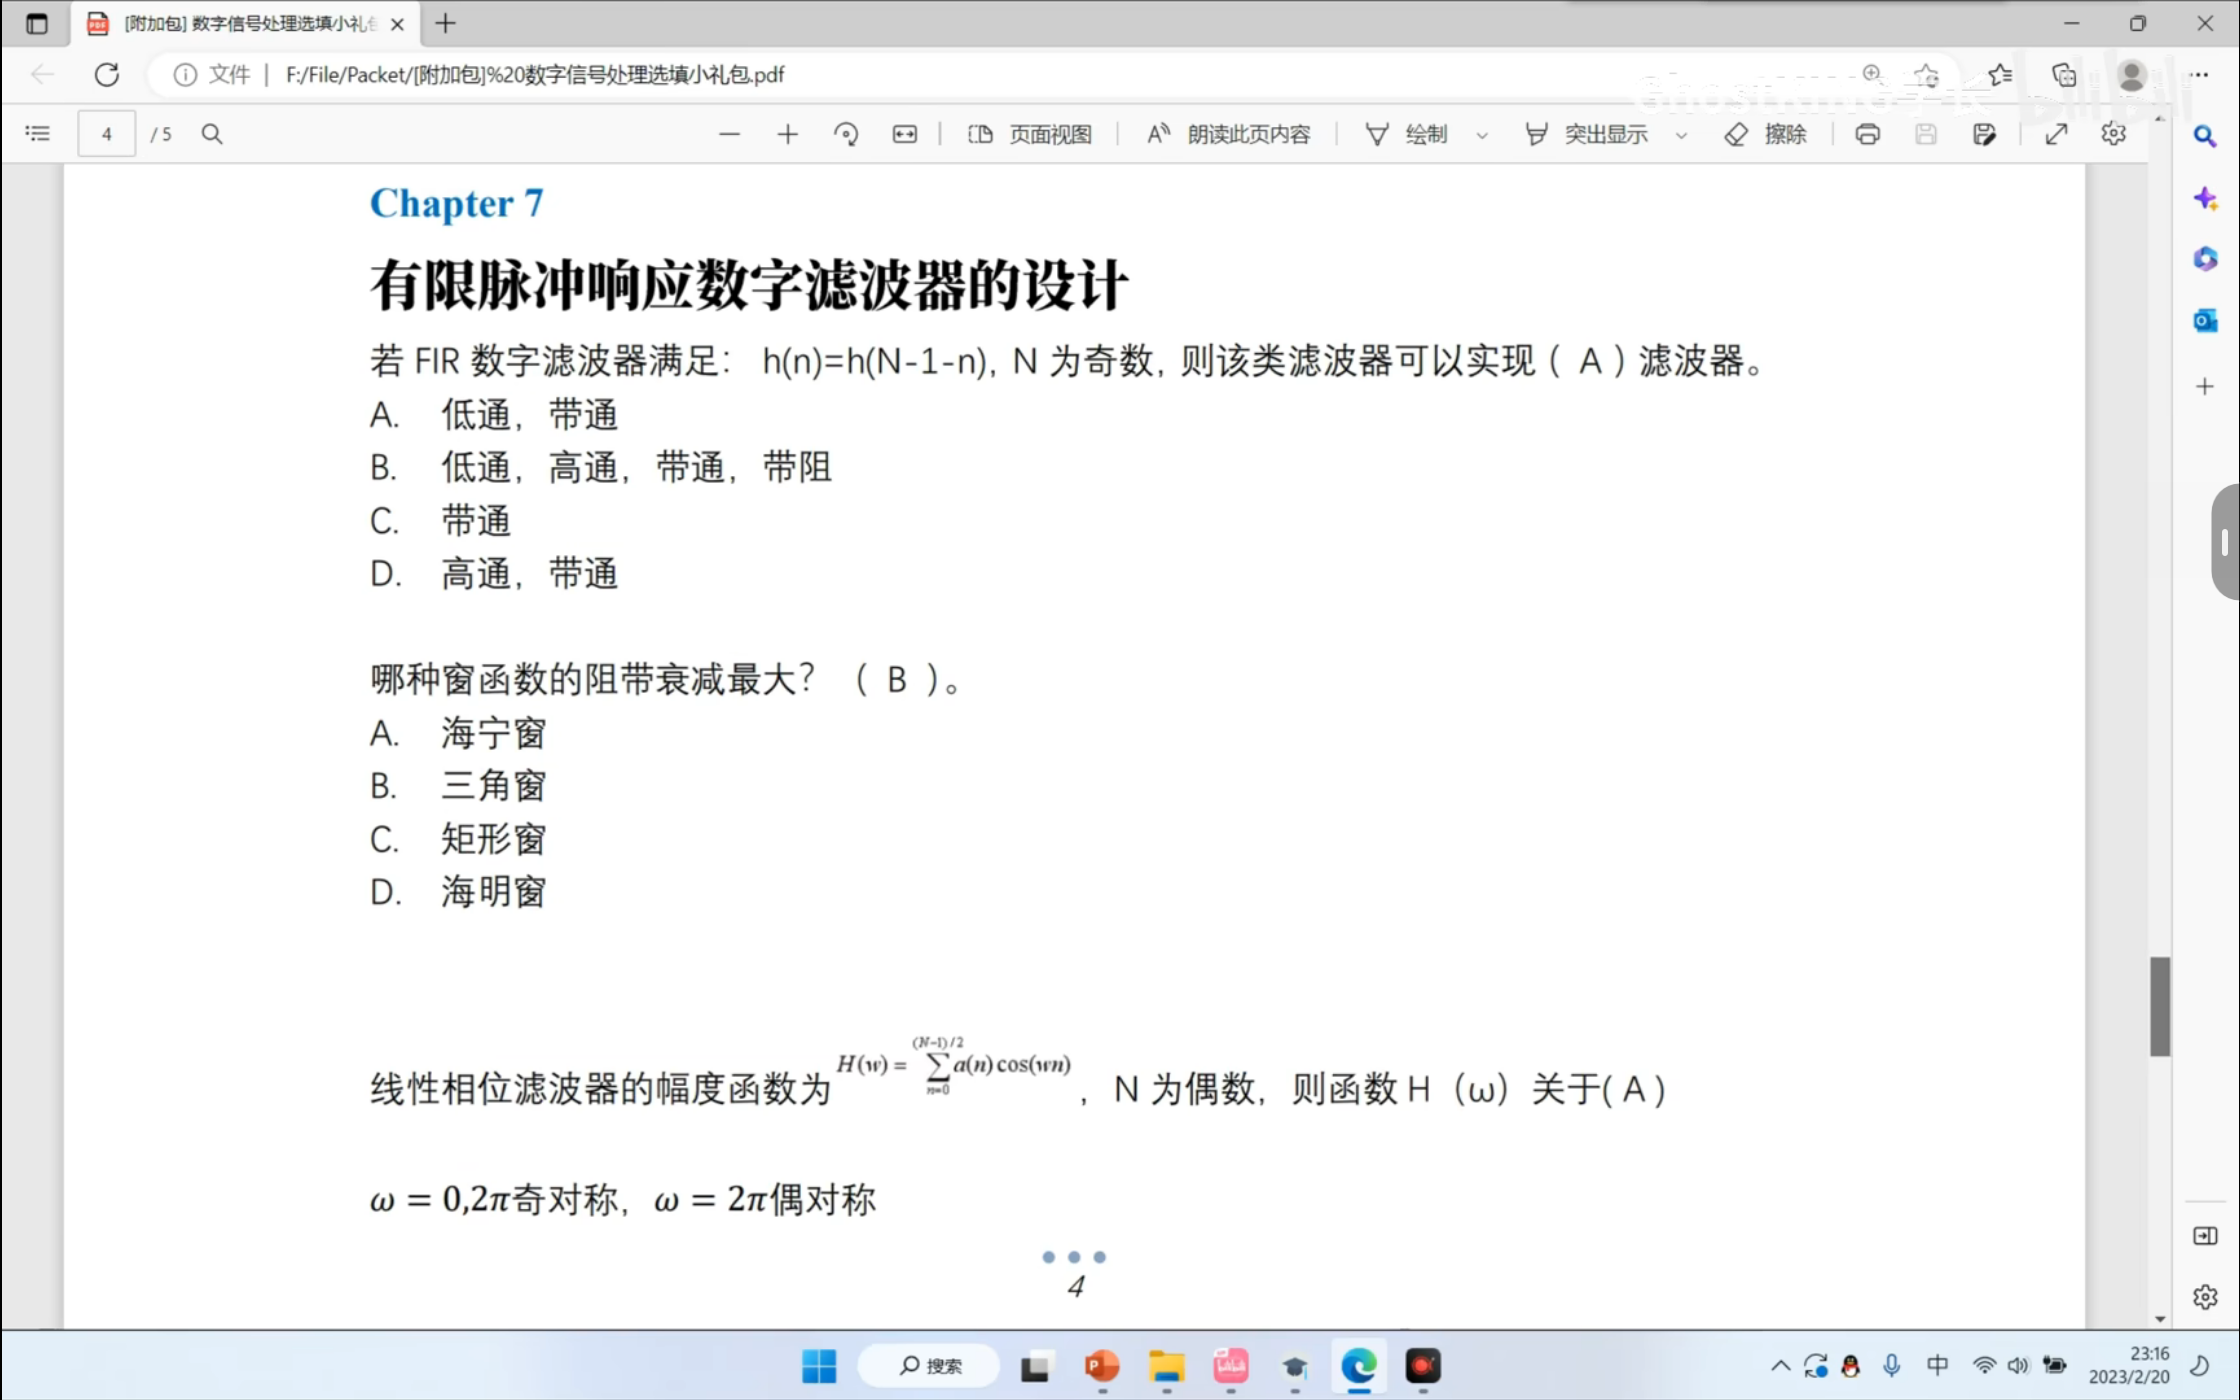 [附加包] 数字信号处理选填小礼包
文件 | F:/File/Packet/[附加包]%20数字信号处理选填小礼包.pdf
4 / 5 页面视图 朗读此页内容 绘制 突出显示 擦除
Chapter 7
有限脉冲响应数字滤波器的设计
若 FIR 数字滤波器满足： h(n)=h(N-1-n), N 为奇数, 则该类滤波器可以实现（ A ）滤波器。
A. 低通，带通
B. 低通，高通，带通，带阻
C. 带通
D. 高通，带通
哪种窗函数的阻带衰减最大？（ B ）。
A. 海宁窗
B. 三角窗
C. 矩形窗
D. 海明窗
线性相位滤波器的幅度函数为 H(w) = \sum_{n=0}^{(N-1)/2} a(n) cos(wn) ，N 为偶数，则函数 H（ω）关于( A )
ω = 0,2π奇对称，ω = 2π偶对称
4
搜索
中
23:16
2023/2/20